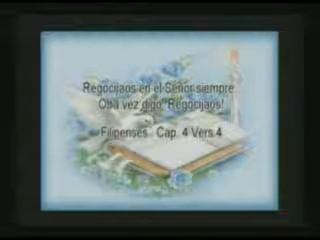 Regocijaos en el Señor siempre.
Otra vez digo: ¡Regocijaos!
Filipenses Cap. 4 Vers.4